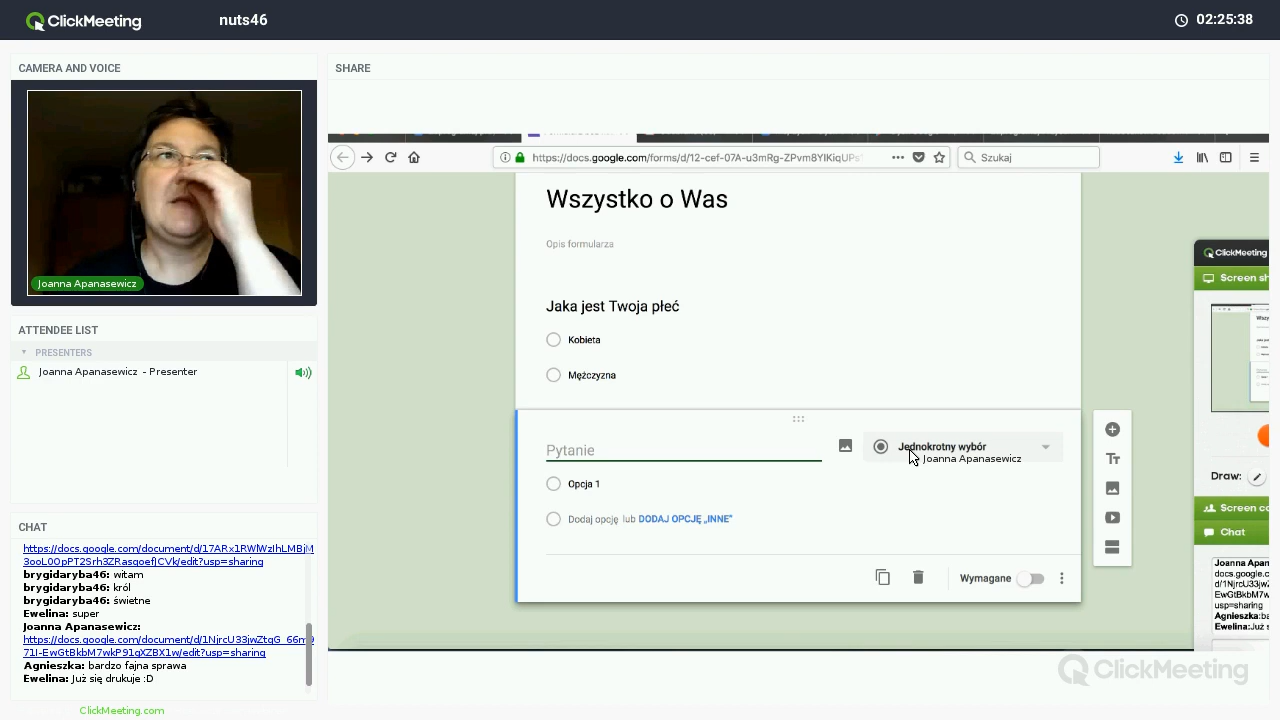 ClickMeeting
nuts46
02:25:38
CAMERA AND VOICE
Joanna Apanasewicz
ATTENDEE LIST
PRESENTERS
Joanna Apanasewicz - Presenter
CHAT
https://docs.google.com/document/d/17ARx1RWlWzIhLMBjM
3ooL0OpPT2Srh3ZRasqoefJCVk/edit?usp=sharing
brygidaryba46: witam
brygidaryba46: król
brygidaryba46: świetne
Ewelina: super
Joanna Apanasewicz:
https://docs.google.com/document/d/1NjrcU33jwZtqG_66m9
71I-EwGtBkbM7wkP91qXZBX1w/edit?usp=sharing
Agnieszka: bardzo fajna sprawa
Ewelina: Już się drukuje :D
ClickMeeting.com
SHARE
https://docs.google.com/forms/d/12-cef-07A-u3mRg-ZPvm8YIKiqUPs
Szukaj
Wszystko o Was
Opis formularza
Jaka jest Twoja płeć
Kobieta
Mężczyzna
Pytanie
Jednokrotny wybór
Joanna Apanasewicz
Opcja 1
Dodaj opcję lub DODAJ OPCJĘ „INNE”
Wymagane
Tт
ClickMeeting
Screen sh
Draw:
Screen co
Chat
Joanna Apan
docs.google.c
d/1NjrcU33jw
EwGtBkbM7w
usp=sharing
Agnieszka:ba
Ewelina:Już s
ClickMeeting